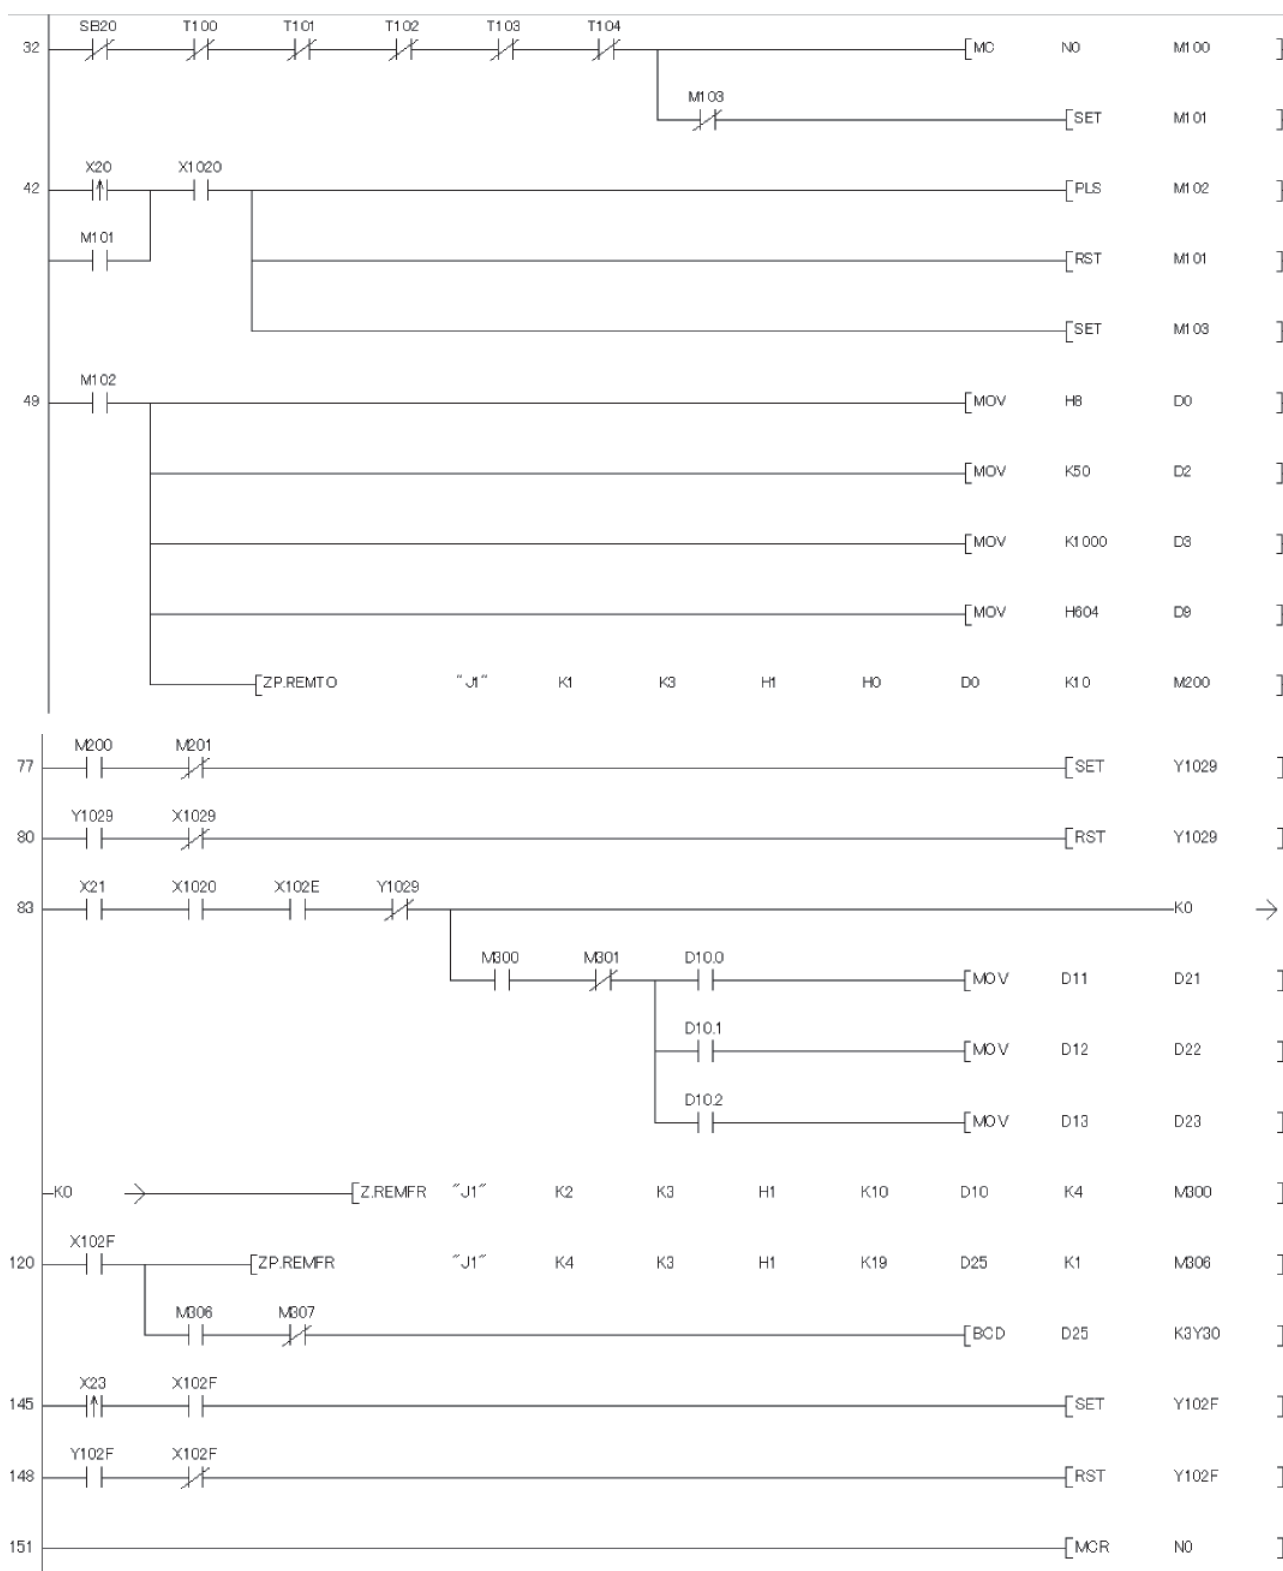 SB20 T100 T101 T102 T103 T104
32 [MC N0 M100 ]
M103
[SET M101 ]
X20 X1020
42 [PLS M102 ]
M101
[RST M101 ]
[SET M103 ]
M102
49 [MOV H8 D0 ]
[MOV K50 D2 ]
[MOV K1000 D3 ]
[MOV H604 D9 ]
[ZP.REMTO "J1" K1 K3 H1 H0 D0 K10 M200 ]
M200 M201
77 [SET Y1029 ]
Y1029 X1029
80 [RST Y1029 ]
X21 X1020 X102E Y1029
83 K0
M300 M301 D10.0
[MOV D11 D21 ]
D10.1
[MOV D12 D22 ]
D10.2
[MOV D13 D23 ]
K0 [Z.REMFR "J1" K2 K3 H1 K10 D10 K4 M300 ]
X102F
120 [ZP.REMFR "J1" K4 K3 H1 K19 D25 K1 M306 ]
M306 M307
[BCD D25 K3Y30 ]
X23 X102F
145 [SET Y102F ]
Y102F X102F
148 [RST Y102F ]
151 [MCR N0 ]